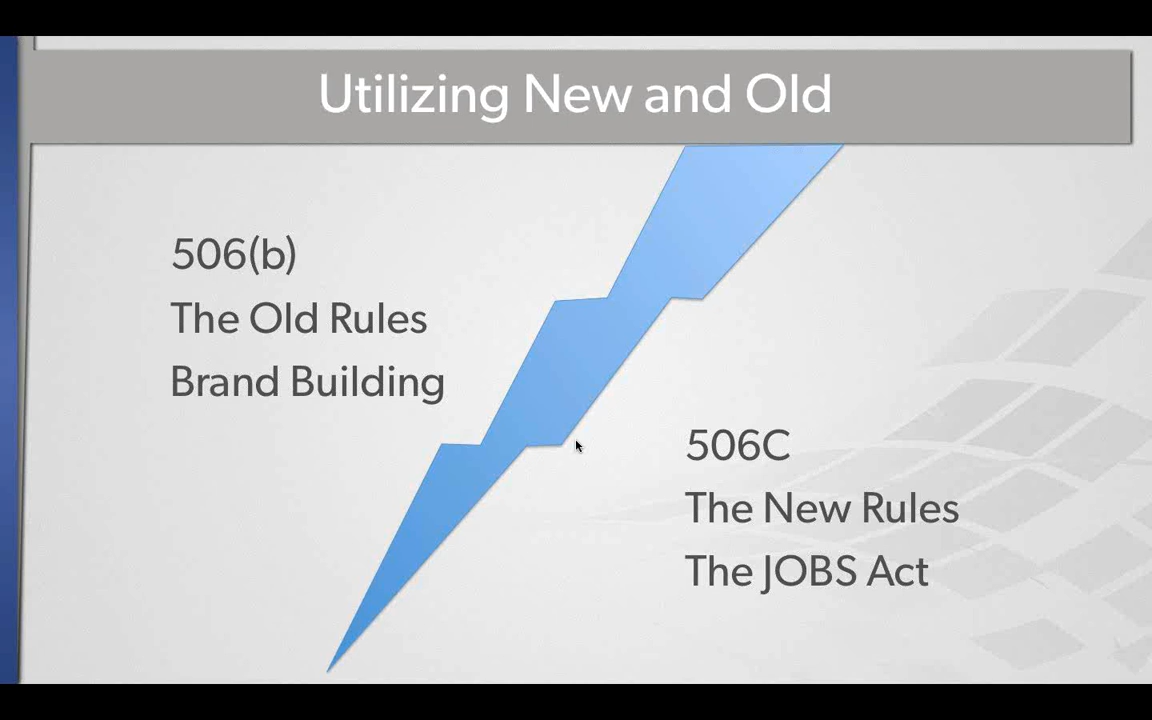 Utilizing New and Old
506(b)
The Old Rules
Brand Building
506C
The New Rules
The JOBS Act